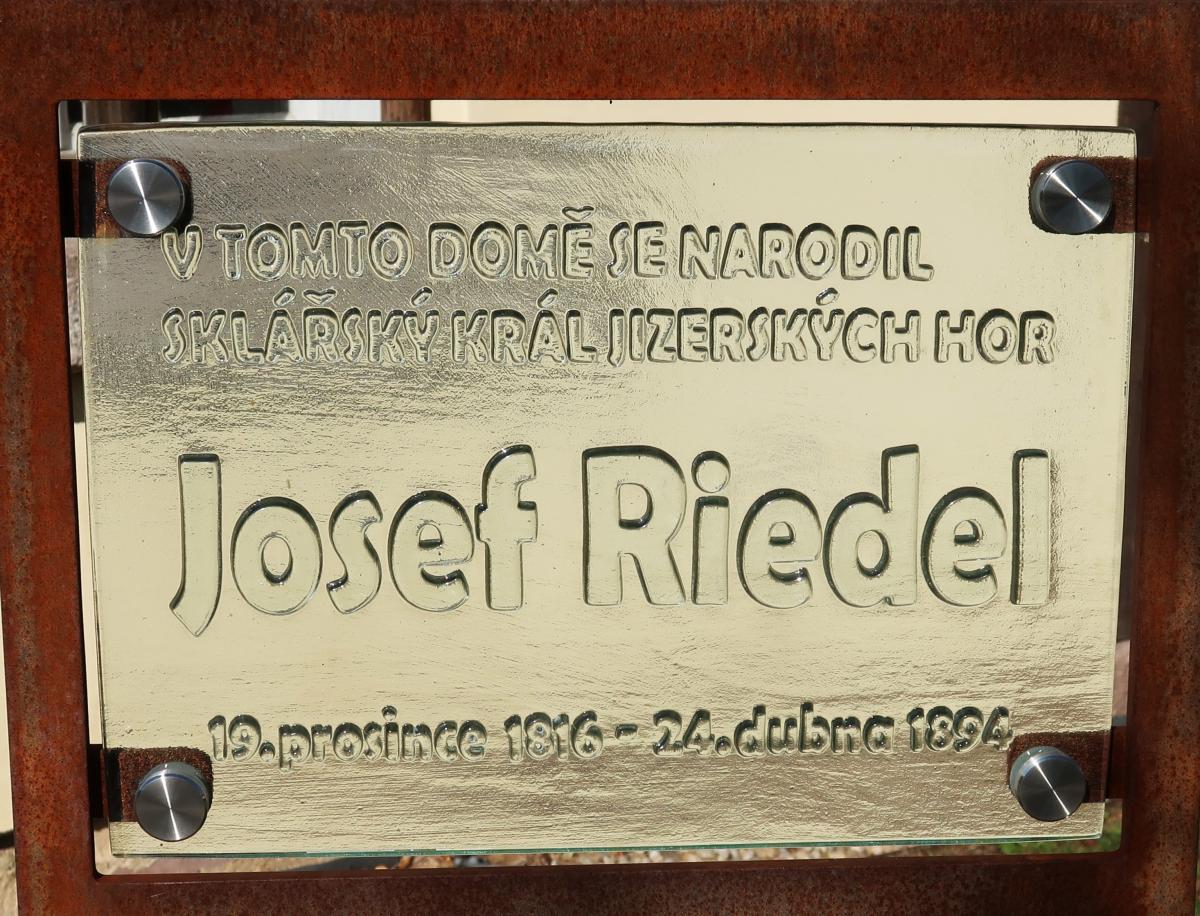 V TOMTO DOMĚ SE NARODIL
SKLÁŘSKÝ KRÁL JIZERSKÝCH HOR
Josef Riedel
19.prosince 1816 - 24.dubna 1894